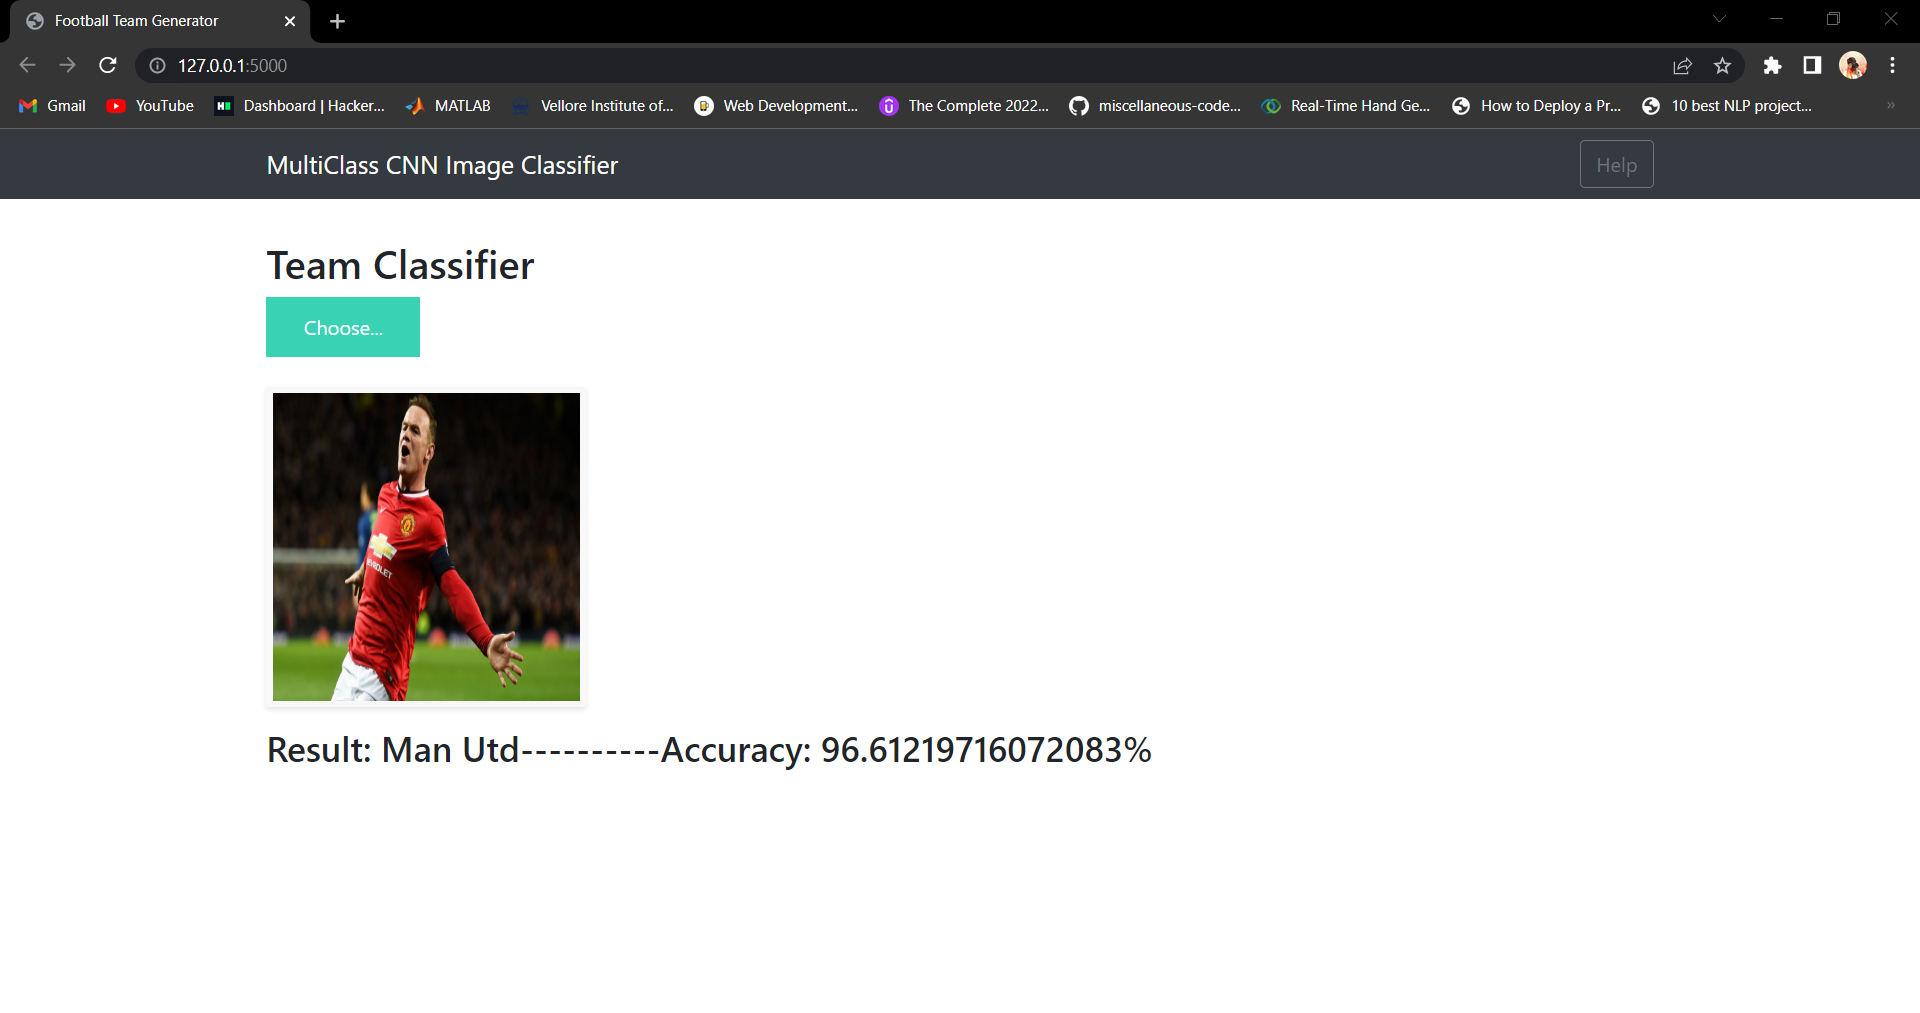 Football Team Generator
127.0.0.1:5000
Gmail YouTube Dashboard | Hacker... MATLAB Vellore Institute of... Web Development... The Complete 2022... miscellaneous-code... Real-Time Hand Ge... How to Deploy a Pr... 10 best NLP project... »
MultiClass CNN Image Classifier Help
Team Classifier
Choose...
Result: Man Utd----------Accuracy: 96.61219716072083%